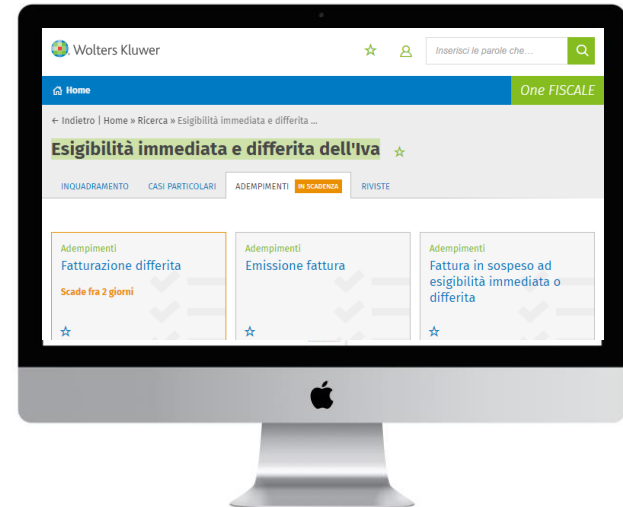 Wolters Kluwer
Inserisci le parole che...
Home
One FISCALE
← Indietro | Home » Ricerca » Esigibilità immediata e differita ...
Esigibilità immediata e differita dell'Iva
INQUADRAMENTO CASI PARTICOLARI ADEMPIMENTI IN SCADENZA RIVISTE
Adempimenti
Fatturazione differita
Scade fra 2 giorni
Adempimenti
Emissione fattura
Adempimenti
Fattura in sospeso ad
esigibilità immediata o
differita